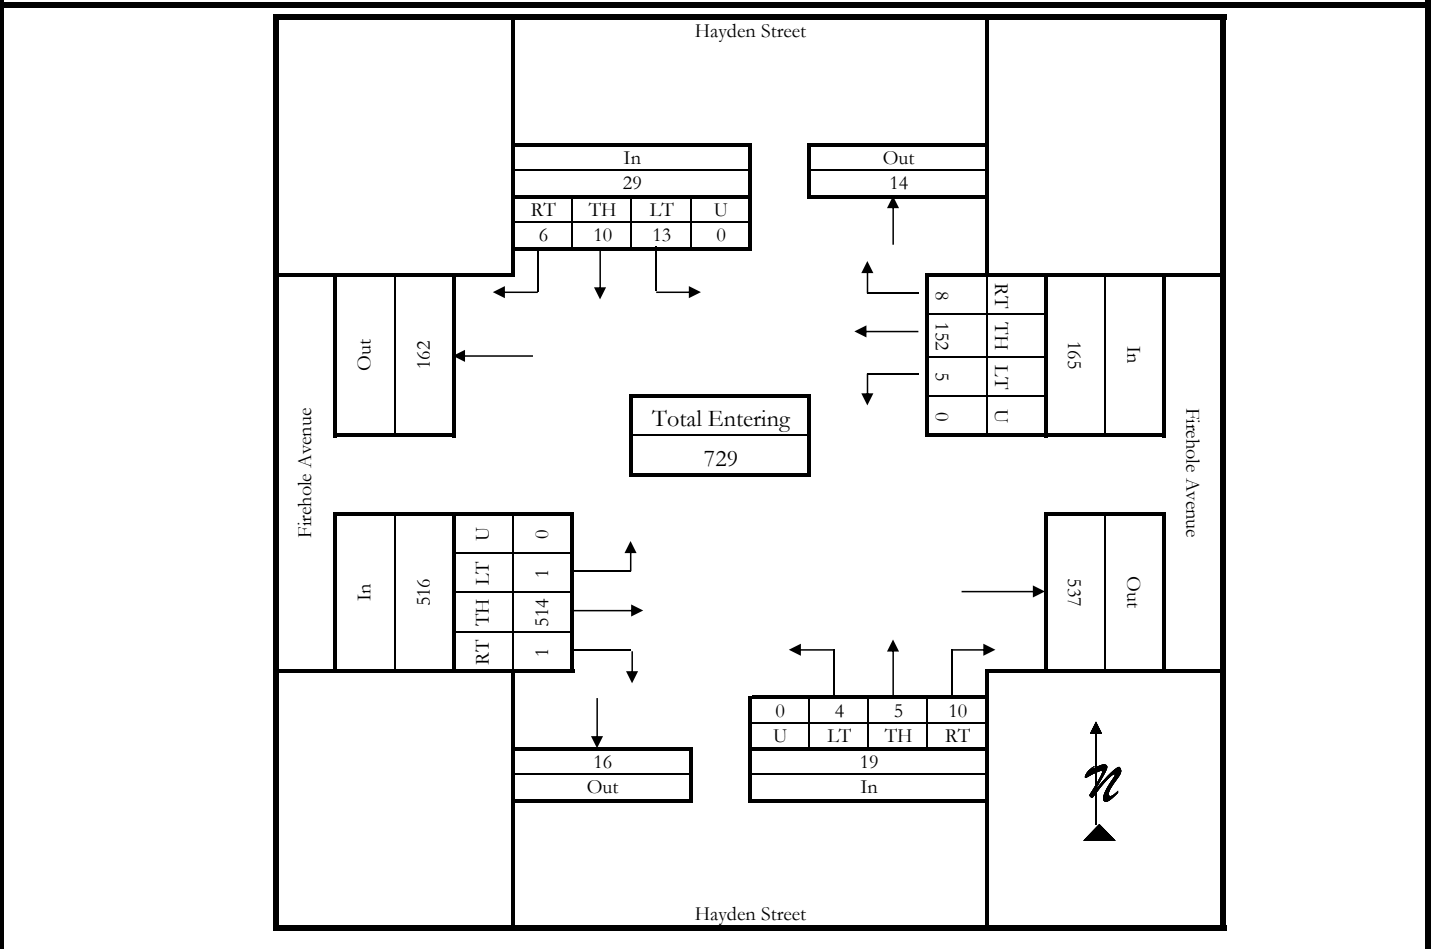 Hayden Street
In
29
RT TH LT U
6 10 13 0
Out
14
Out
162
Firehole Avenue
8 RT
152 TH
5 LT
0 U
165
In
Firehole Avenue
Total Entering
729
In
516
U 0
LT 1
TH 514
RT 1
537
Out
16
Out
0 4 5 10
U LT TH RT
19
In
N
Hayden Street